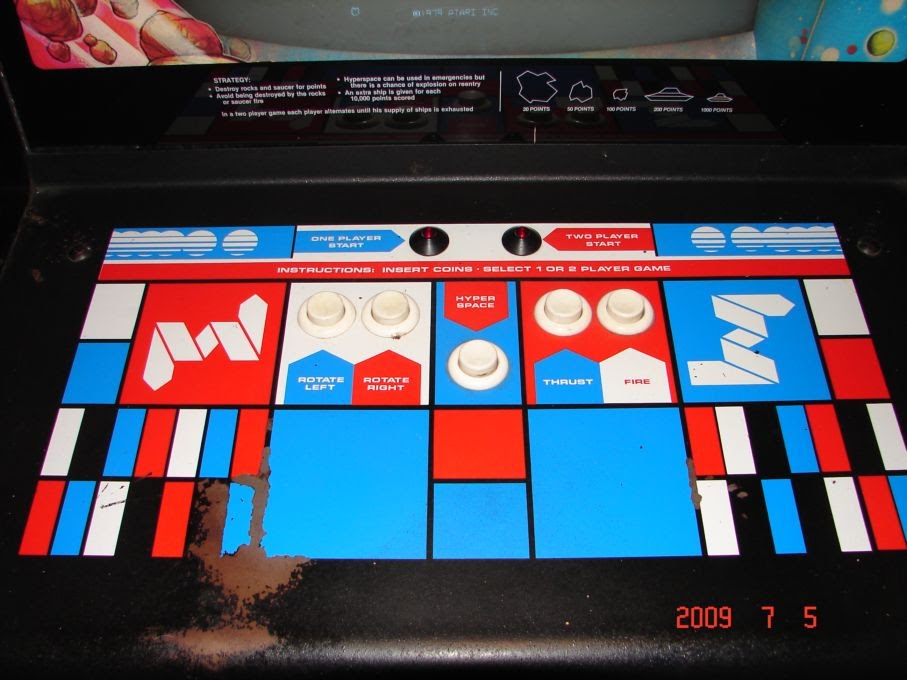 ©1979 ATARI INC
STRATEGY:
• Destroy rocks and saucer for points
• Avoid being destroyed by the rocks
or saucer fire
• Hyperspace can be used in emergencies but
there is a chance of explosion on reentry
• An extra ship is given for each
10,000 points scored
In a two player game each player alternates until his supply of ships is exhausted
20 POINTS 50 POINTS 100 POINTS 200 POINTS 1000 POINTS
ONE PLAYER
START
TWO PLAYER
START
INSTRUCTIONS: INSERT COINS · SELECT 1 OR 2 PLAYER GAME
HYPER
SPACE
ROTATE
LEFT
ROTATE
RIGHT
THRUST
FIRE
2009 7 5